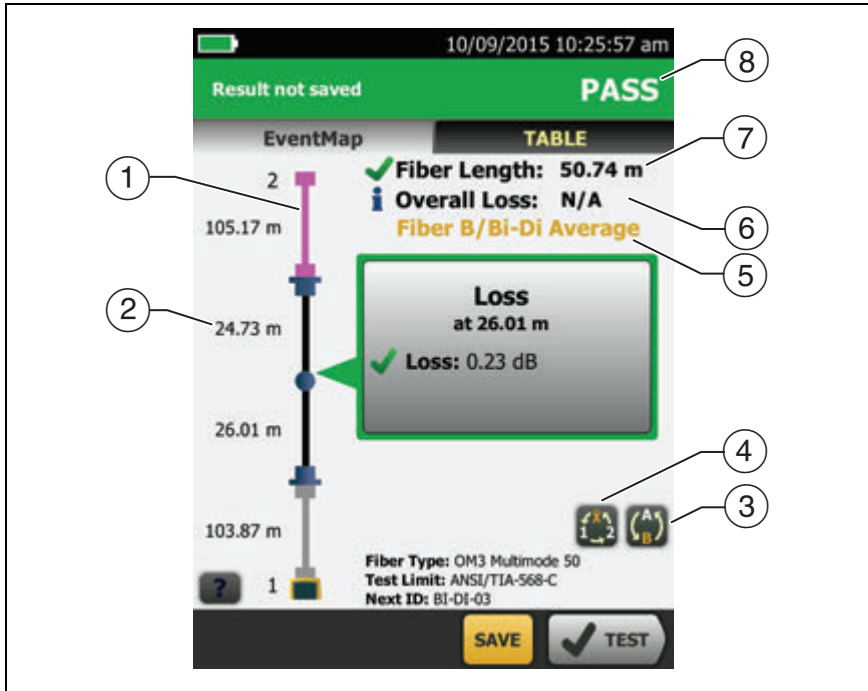 10/09/2015 10:25:57 am
Result not saved PASS
EventMap TABLE
2
Fiber Length: 50.74 m
i Overall Loss: N/A
Fiber B/Bi-Di Average
105.17 m
24.73 m
26.01 m
103.87 m
1
Loss
at 26.01 m
Loss: 0.23 dB
1 X 2
A B
Fiber Type: OM3 Multimode 50
Test Limit: ANSI/TIA-568-C
Next ID: BI-DI-03
?
SAVE TEST
1
2
8
7
6
5
4
3